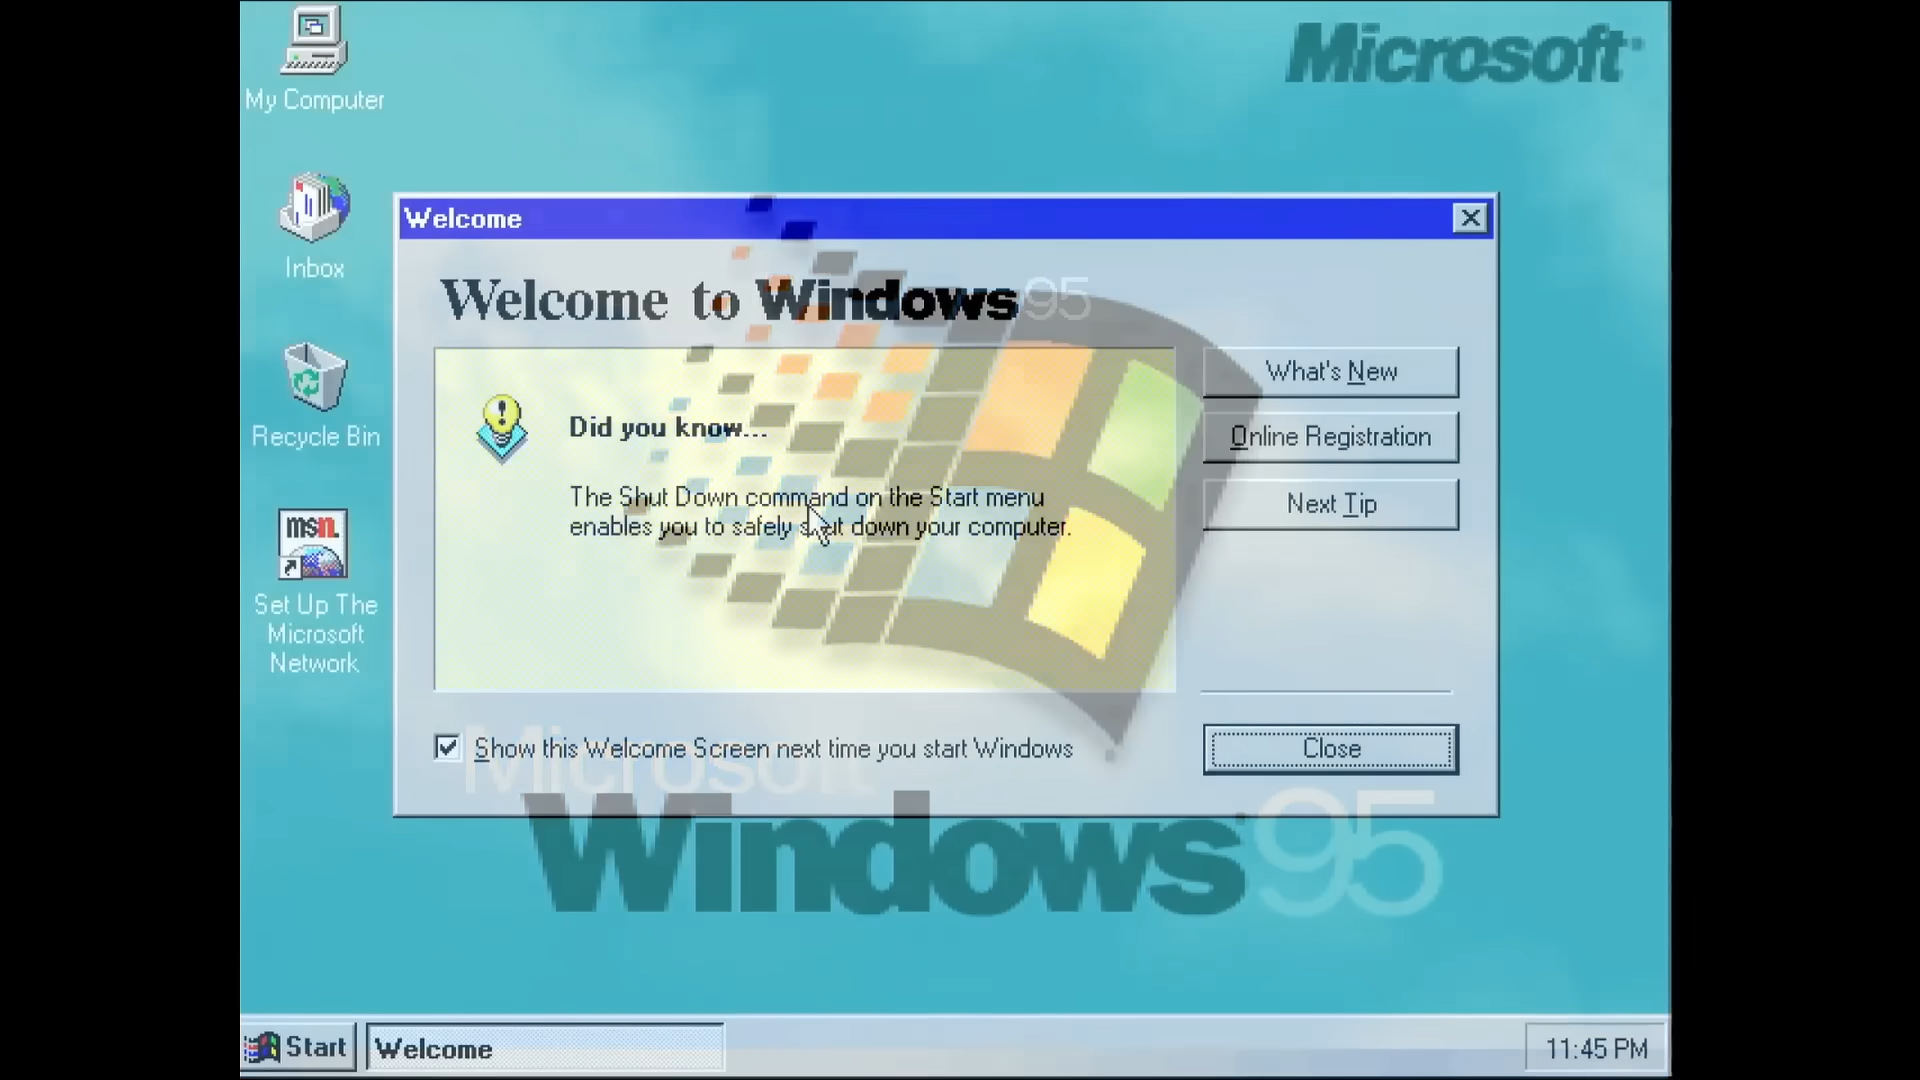 Microsoft
My Computer
Inbox
Recycle Bin
msn.
Set Up The
Microsoft
Network
Welcome
Welcome to Windows 95
Did you know...
The Shut Down command on the Start menu
enables you to safely shut down your computer.
What's New
Online Registration
Next Tip
Show this Welcome Screen next time you start Windows
Close
Microsoft
Windows 95
Start
Welcome
11:45 PM